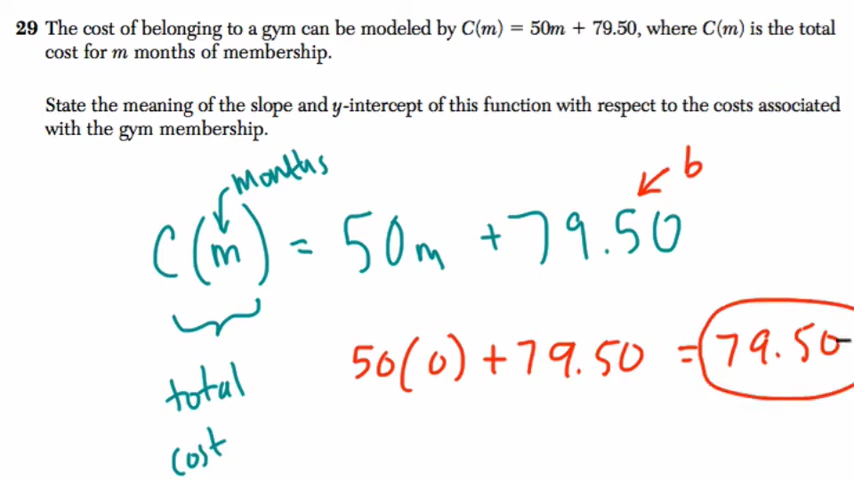 29 The cost of belonging to a gym can be modeled by C(m) = 50m + 79.50, where C(m) is the total
cost for m months of membership.
State the meaning of the slope and y-intercept of this function with respect to the costs associated
with the gym membership.
months
b
C(m) = 50m + 79.50
50(0) + 79.50 = 79.50
total
cost